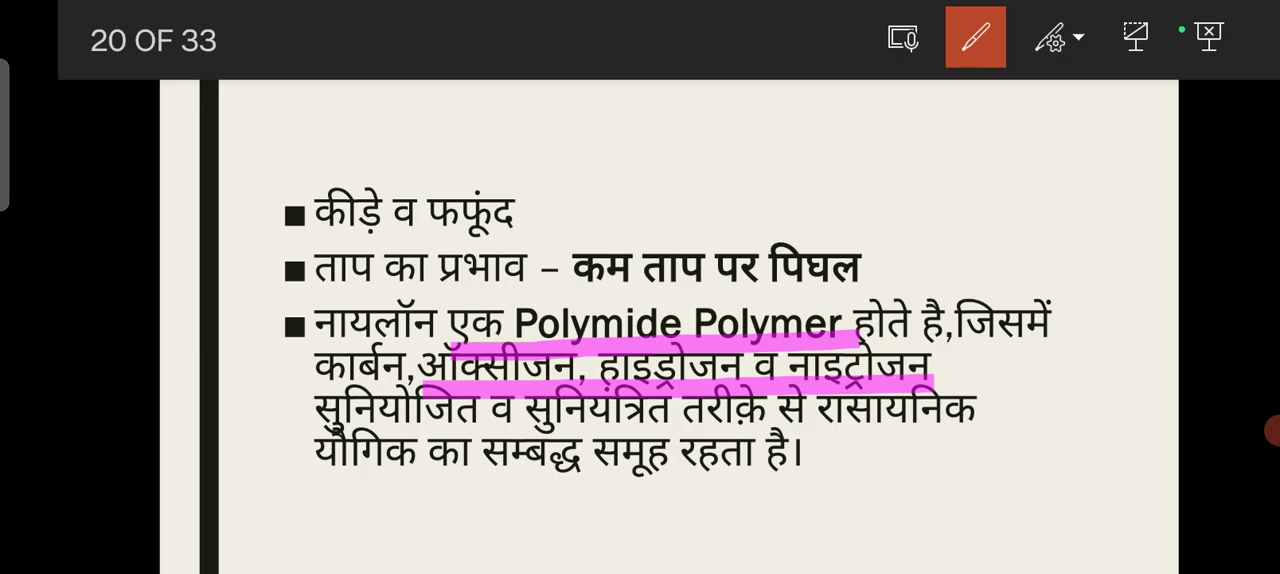 20 OF 33
■ कीड़े व फफूंद
■ ताप का प्रभाव – कम ताप पर पिघल
■ नायलॉन एक Polymide Polymer होते है,जिसमें
कार्बन,ऑक्सीजन, हाइड्रोजन व नाइट्रोजन
सुनियोजित व सुनियंत्रित तरीक़े से रासायनिक
यौगिक का सम्बद्ध समूह रहता है।